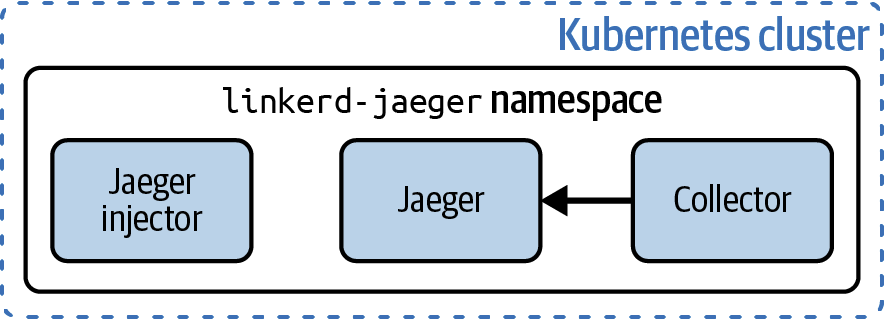 Kubernetes cluster
linkerd-jaeger namespace
Jaeger
injector
Jaeger
Collector